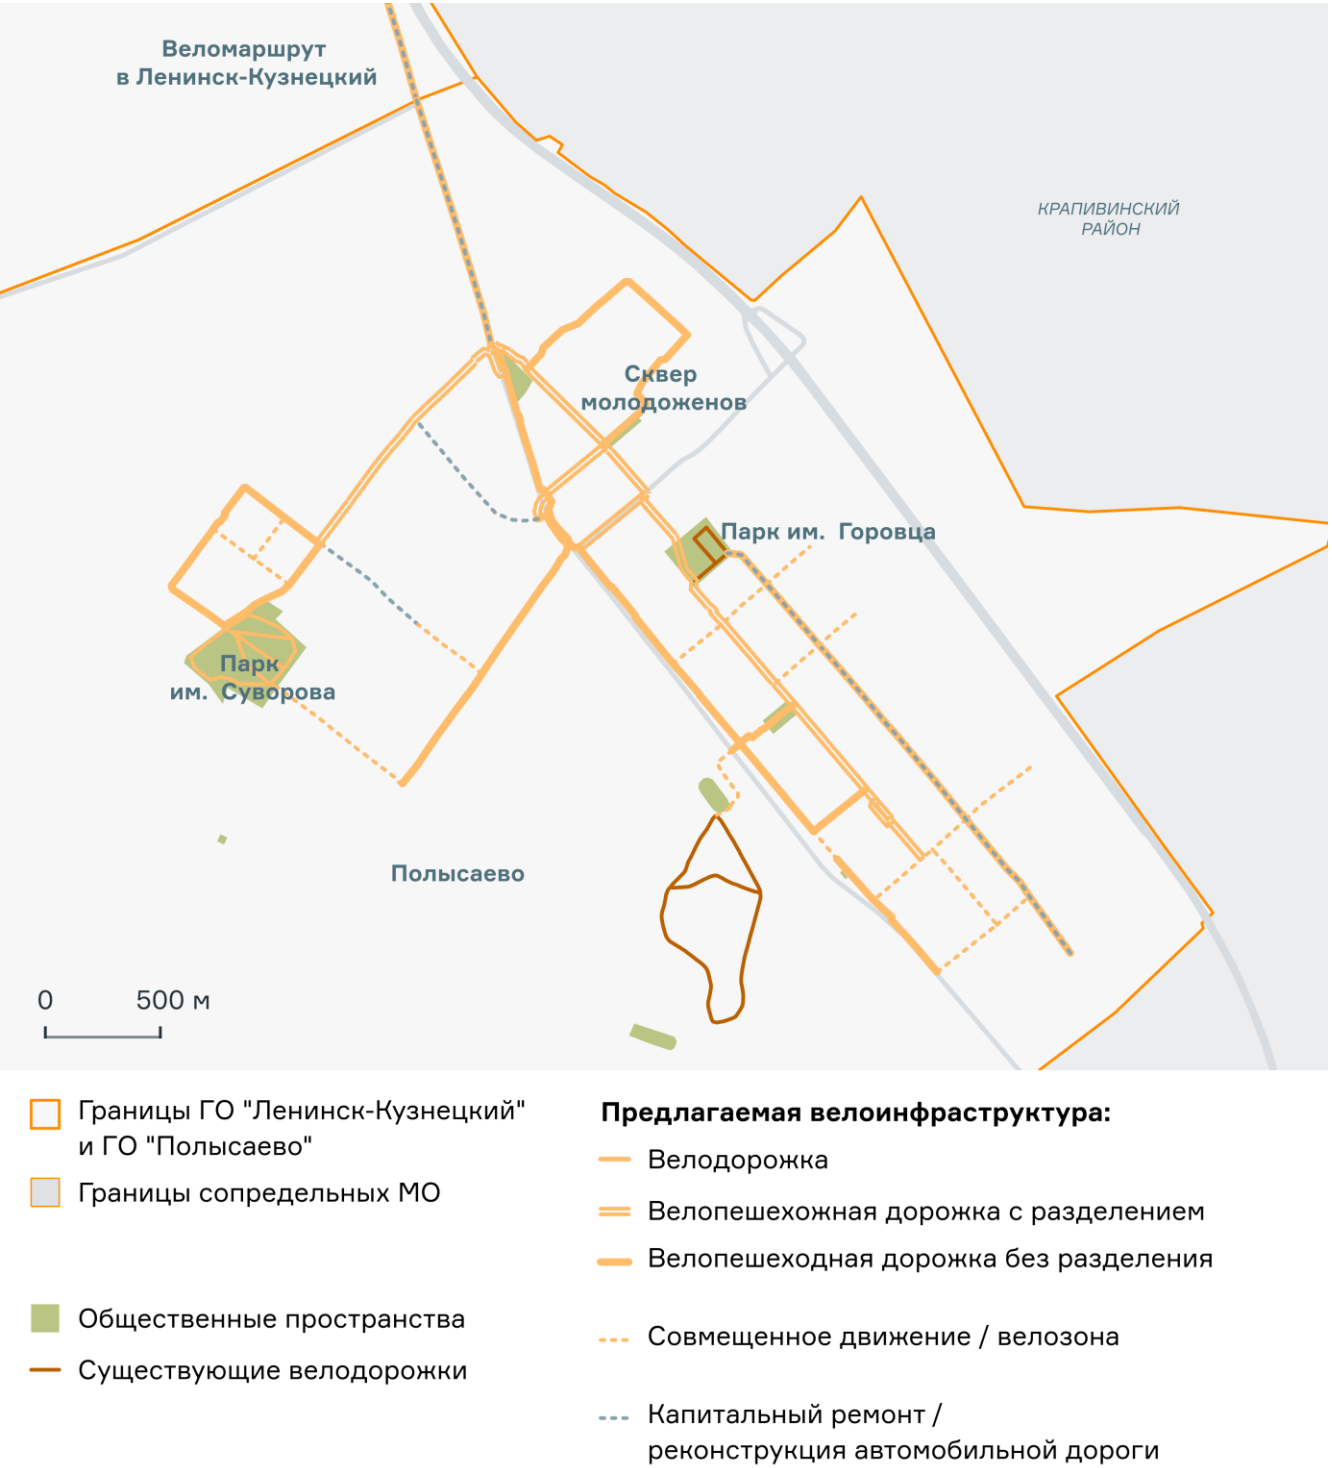 Веломаршрут
в Ленинск-Кузнецкий
КРАПИВИНСКИЙ
РАЙОН
Сквер
молодоженов
Парк им. Горовца
Парк
им. Суворова
Полысаево
0 500 м
Границы ГО "Ленинск-Кузнецкий"
и ГО "Полысаево"
Границы сопредельных МО
Общественные пространства
Существующие велодорожки
Предлагаемая велоинфраструктура:
Велодорожка
Велопешехожная дорожка с разделением
Велопешеходная дорожка без разделения
Совмещенное движение / велозона
Капитальный ремонт /
реконструкция автомобильной дороги